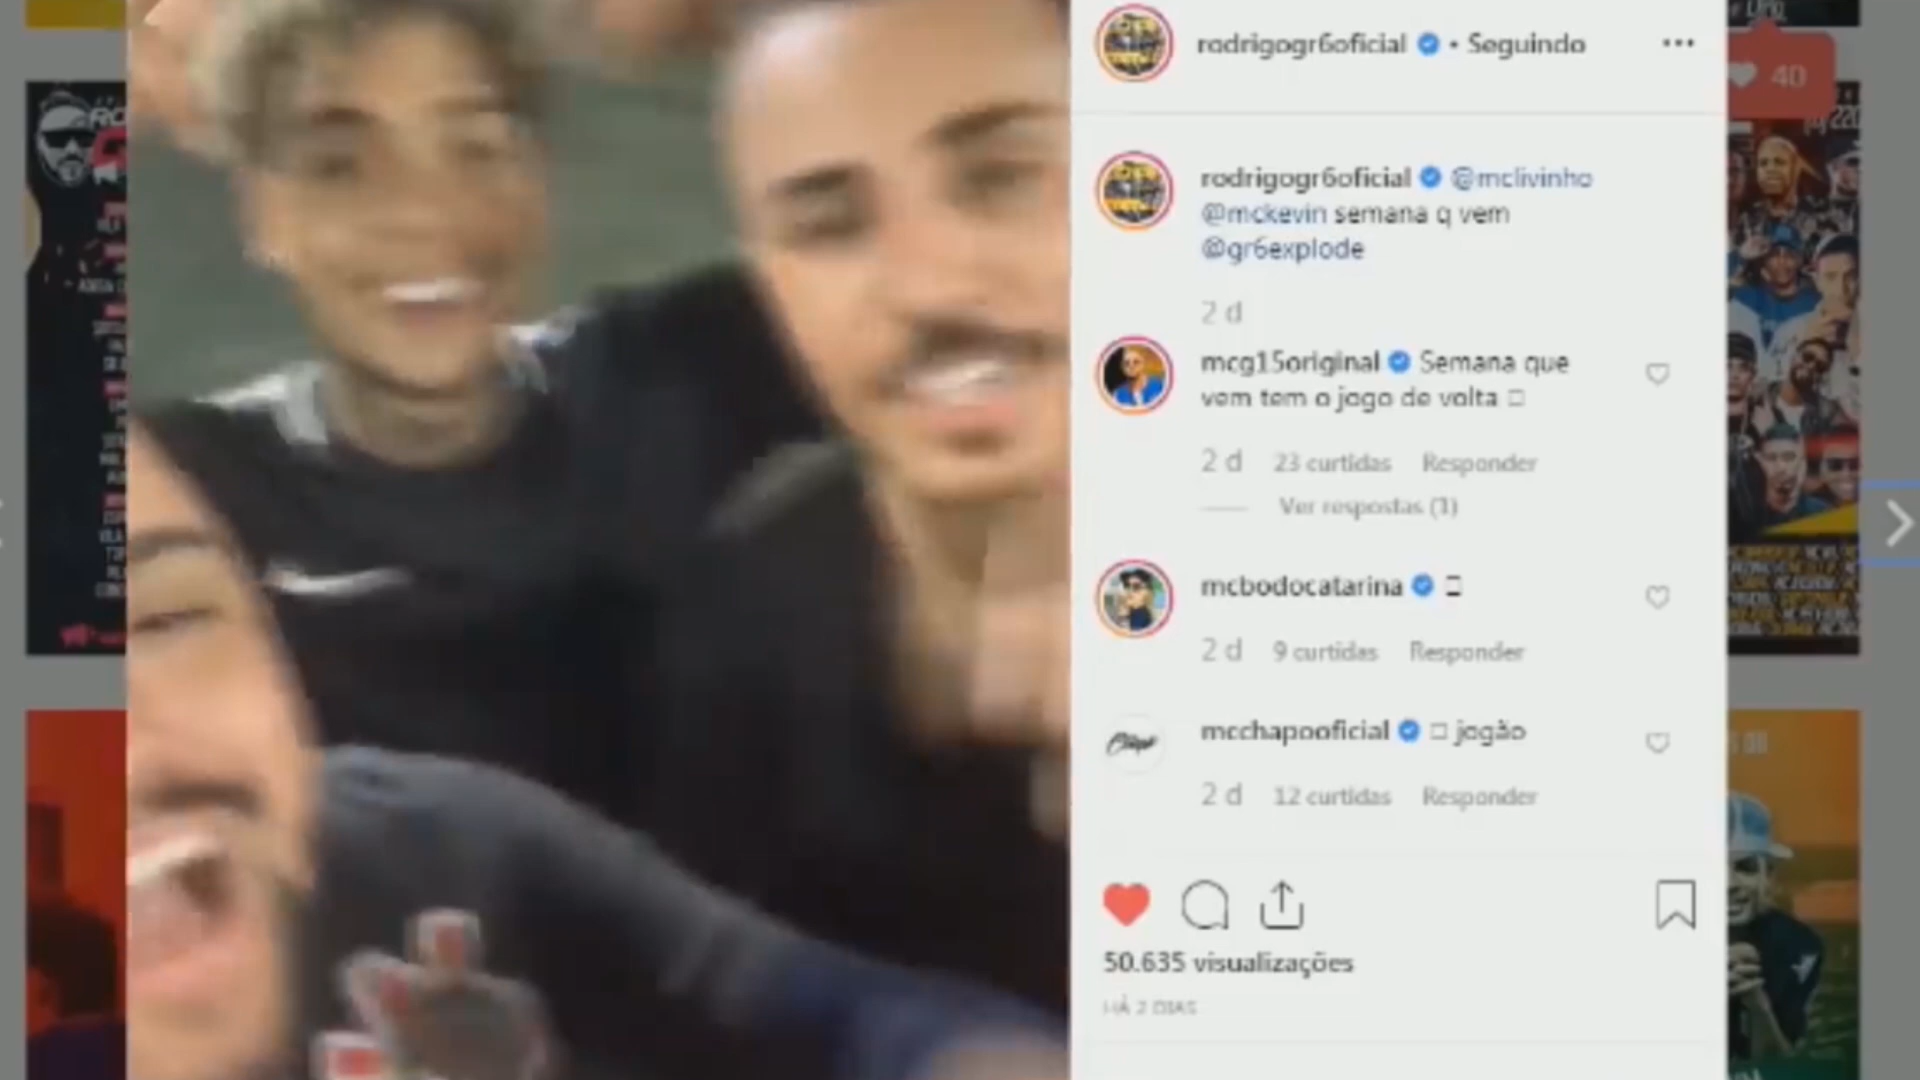 rodrigogr6oficial • Seguindo
40
rodrigogr6oficial @mclivinho
@mckevin semana q vem
@gr6explode
2 d
mcg15original Semana que
vem tem o jogo de volta
2 d 23 curtidas Responder
Ver respostas (1)
mcbodocatarina
2 d 9 curtidas Responder
mcchapooficial jogão
2 d 12 curtidas Responder
50.635 visualizações
HÁ 2 DIAS